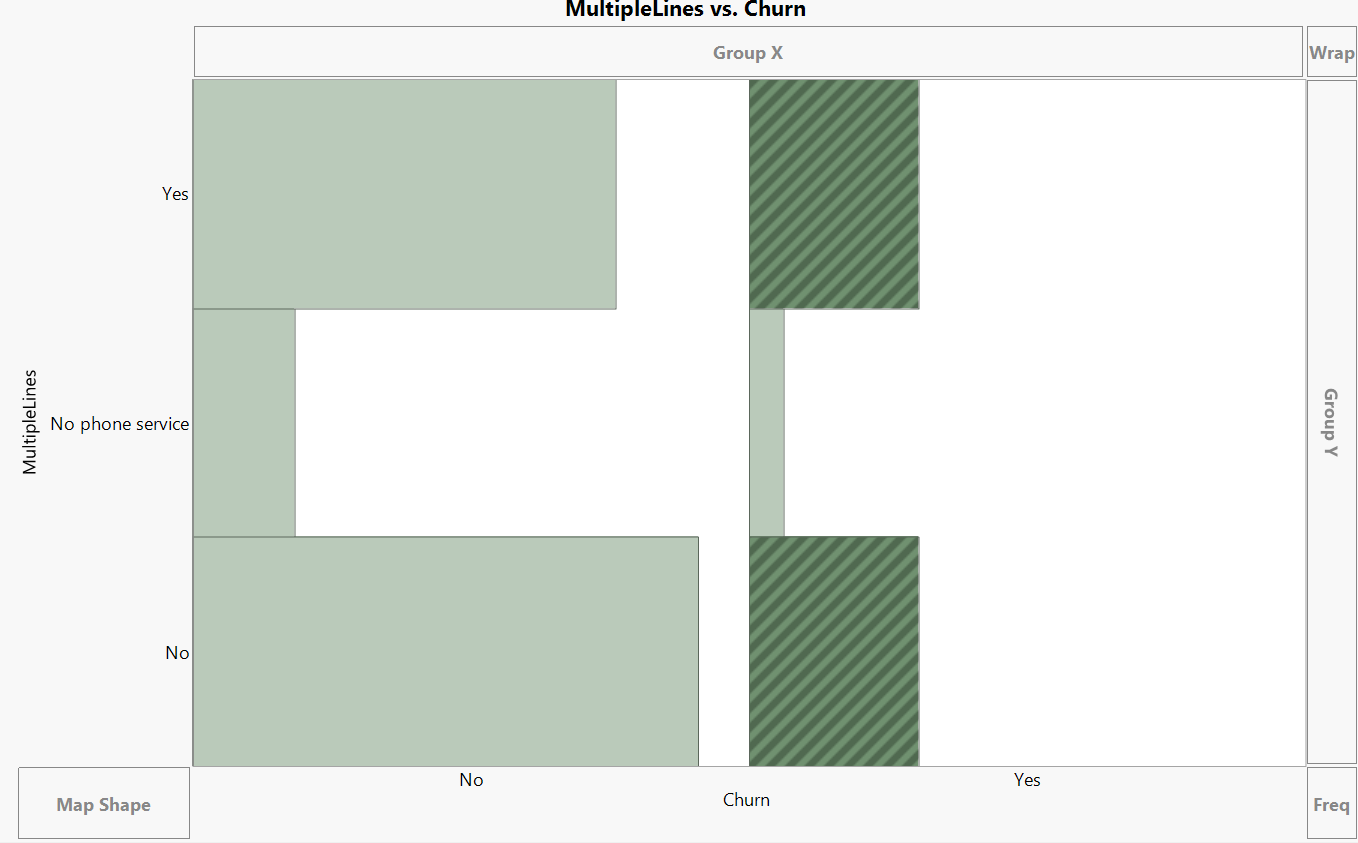 MultipleLines vs. Churn
Group X
Wrap
Yes
No phone service
No
MultipleLines
Group Y
No
Yes
Churn
Map Shape
Freq